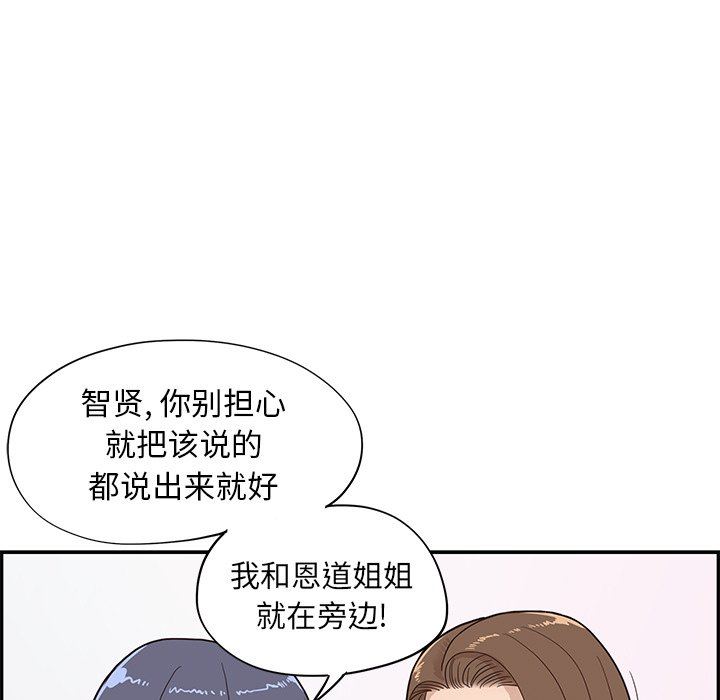 智贤, 你别担心
就把该说的
都说出来就好
我和恩道姐姐
就在旁边!